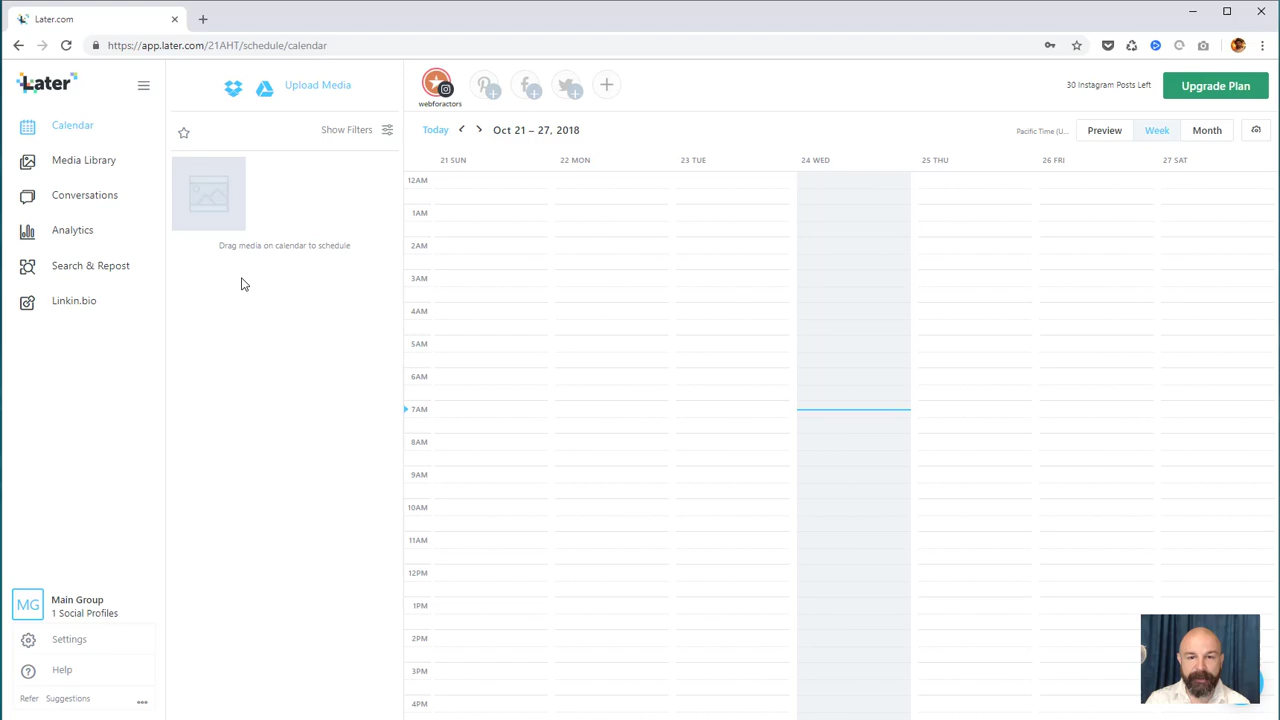 Later.com
https://app.later.com/21AHT/schedule/calendar
Later
Calendar
Media Library
Conversations
Analytics
Search & Repost
Linkin.bio
MG
Main Group
1 Social Profiles
Settings
Help
Refer Suggestions
Upload Media
Show Filters
Drag media on calendar to schedule
webforactors
30 Instagram Posts Left
Upgrade Plan
Today
Oct 21 – 27, 2018
Pacific Time (U...
Preview
Week
Month
21 SUN
22 MON
23 TUE
24 WED
25 THU
26 FRI
27 SAT
12AM
1AM
2AM
3AM
4AM
5AM
6AM
7AM
8AM
9AM
10AM
11AM
12PM
1PM
2PM
3PM
4PM